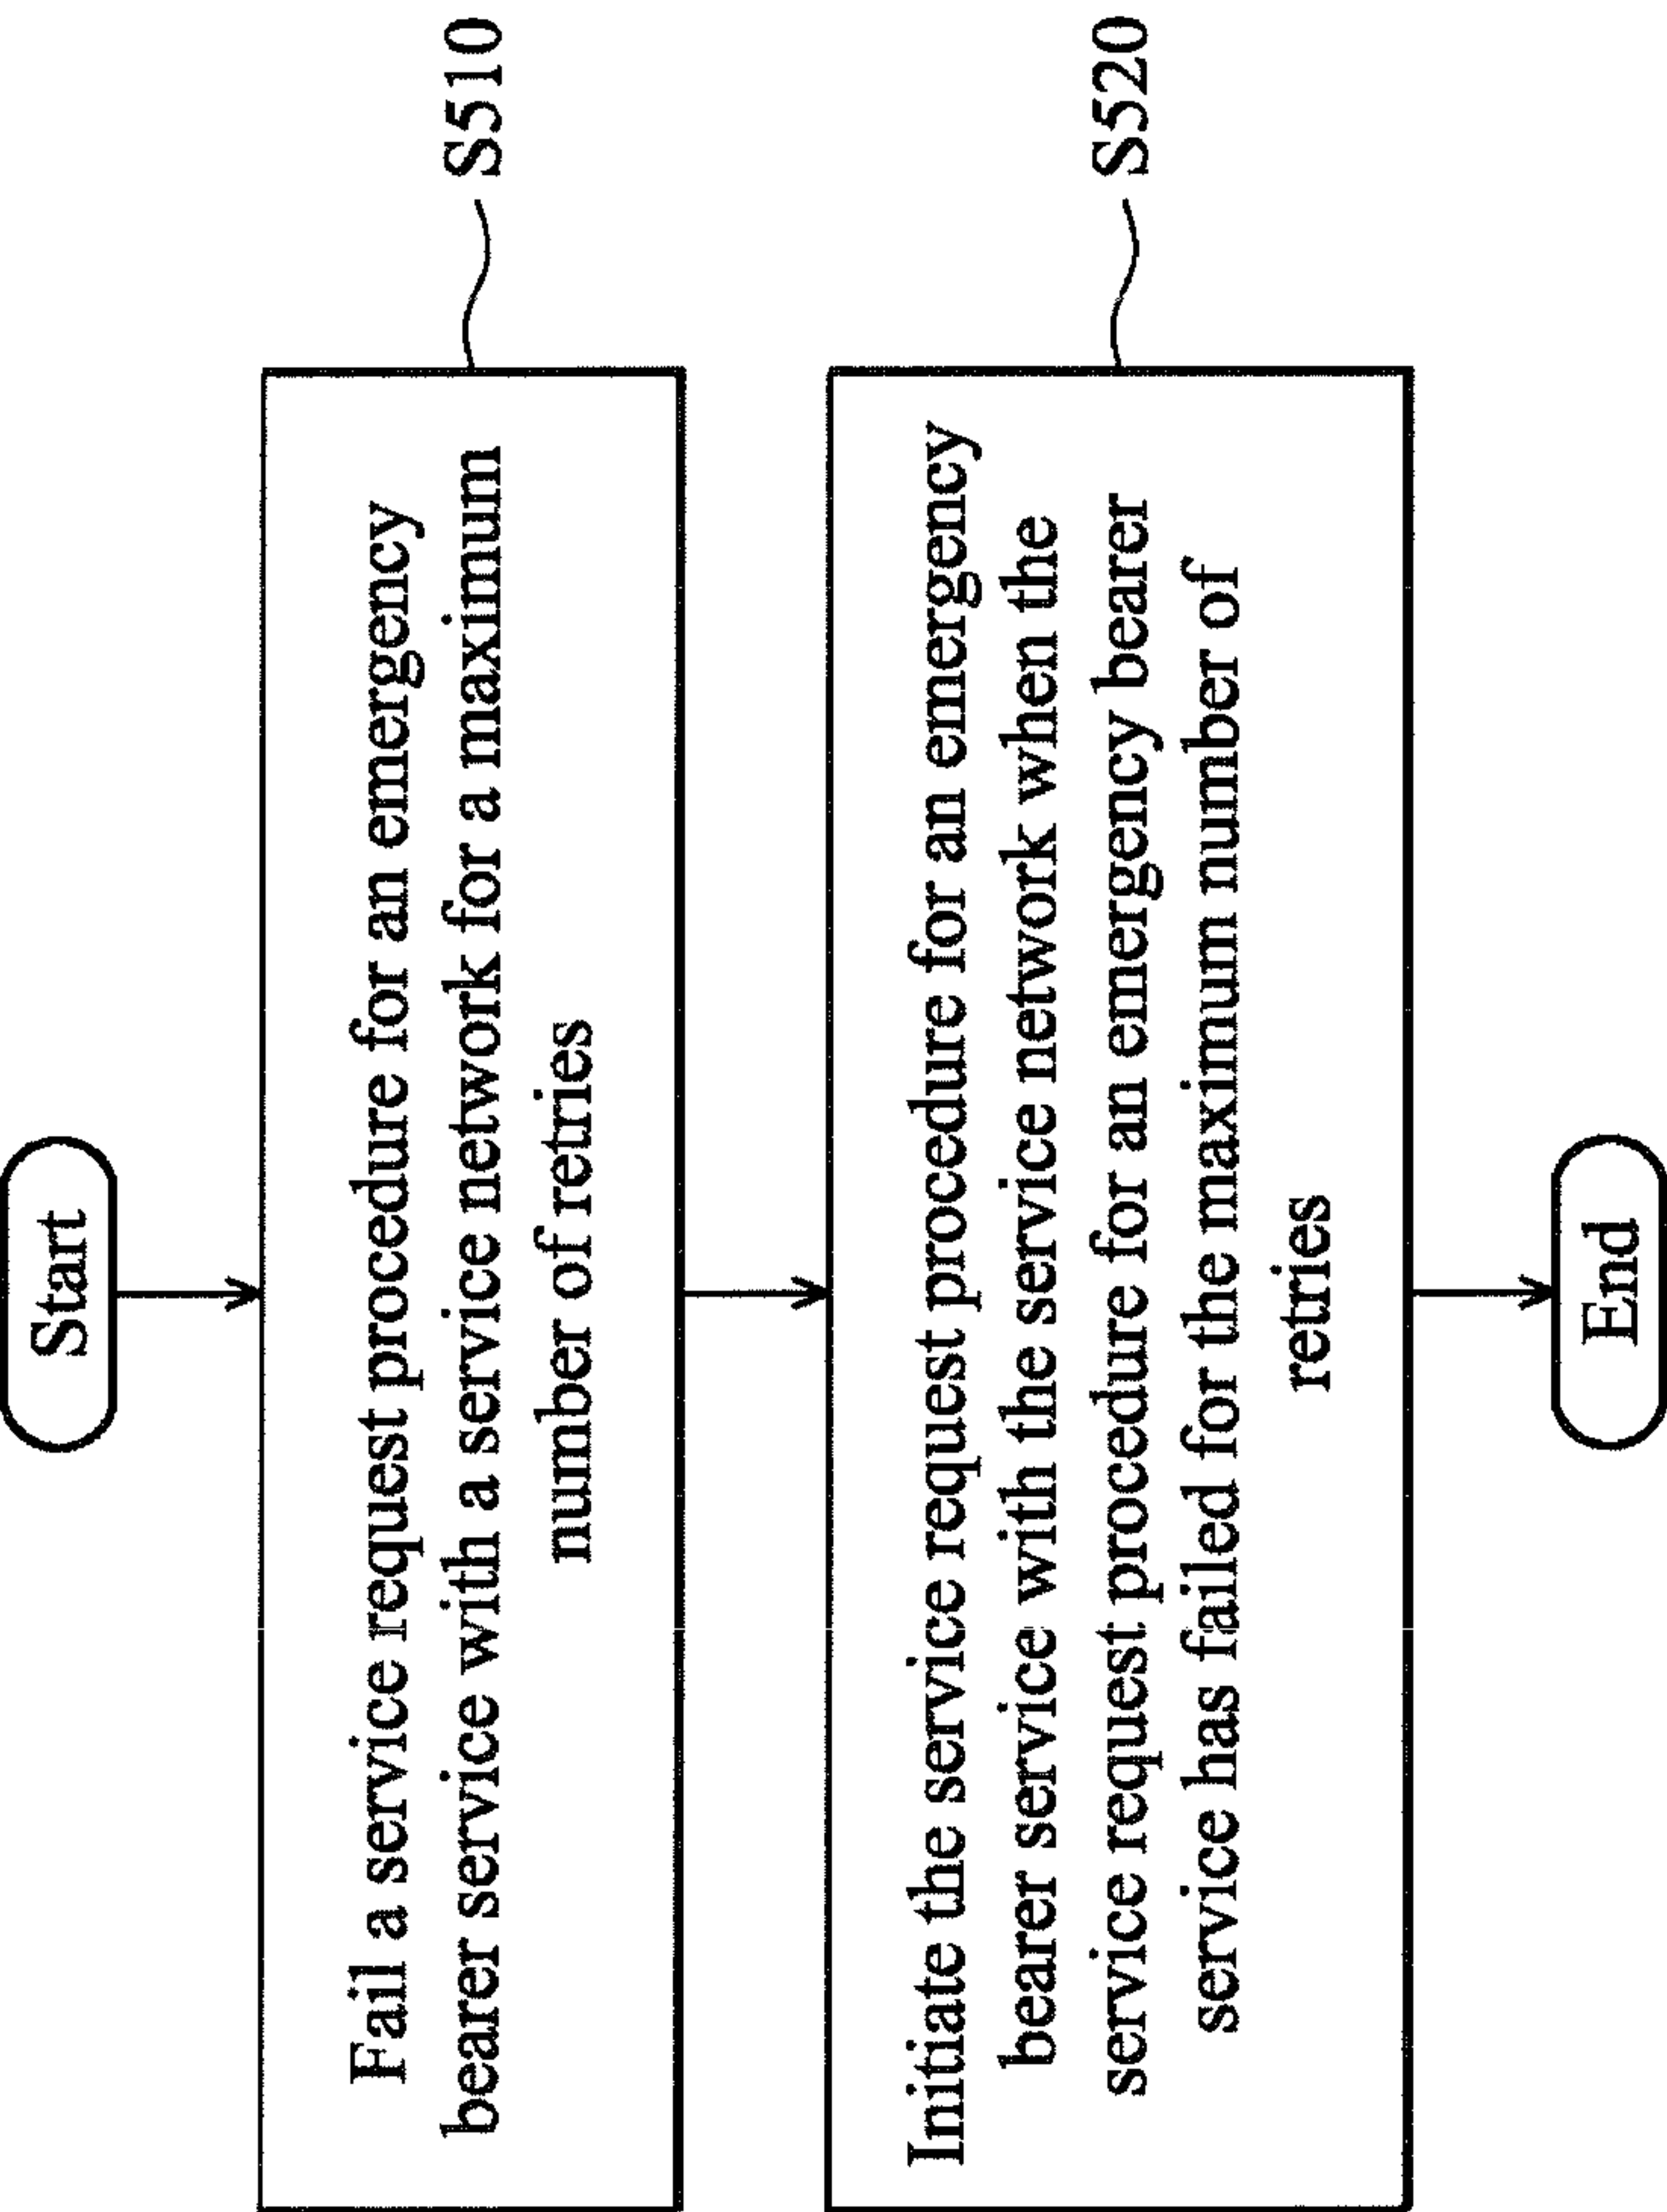 Start
Fail a service request procedure for an emergency
bearer service with a service network for a maximum
number of retries
S510
Initiate the service request procedure for an emergency
bearer service with the service network when the
service request procedure for an emergency bearer
service has failed for the maximum number of
retries
S520
End